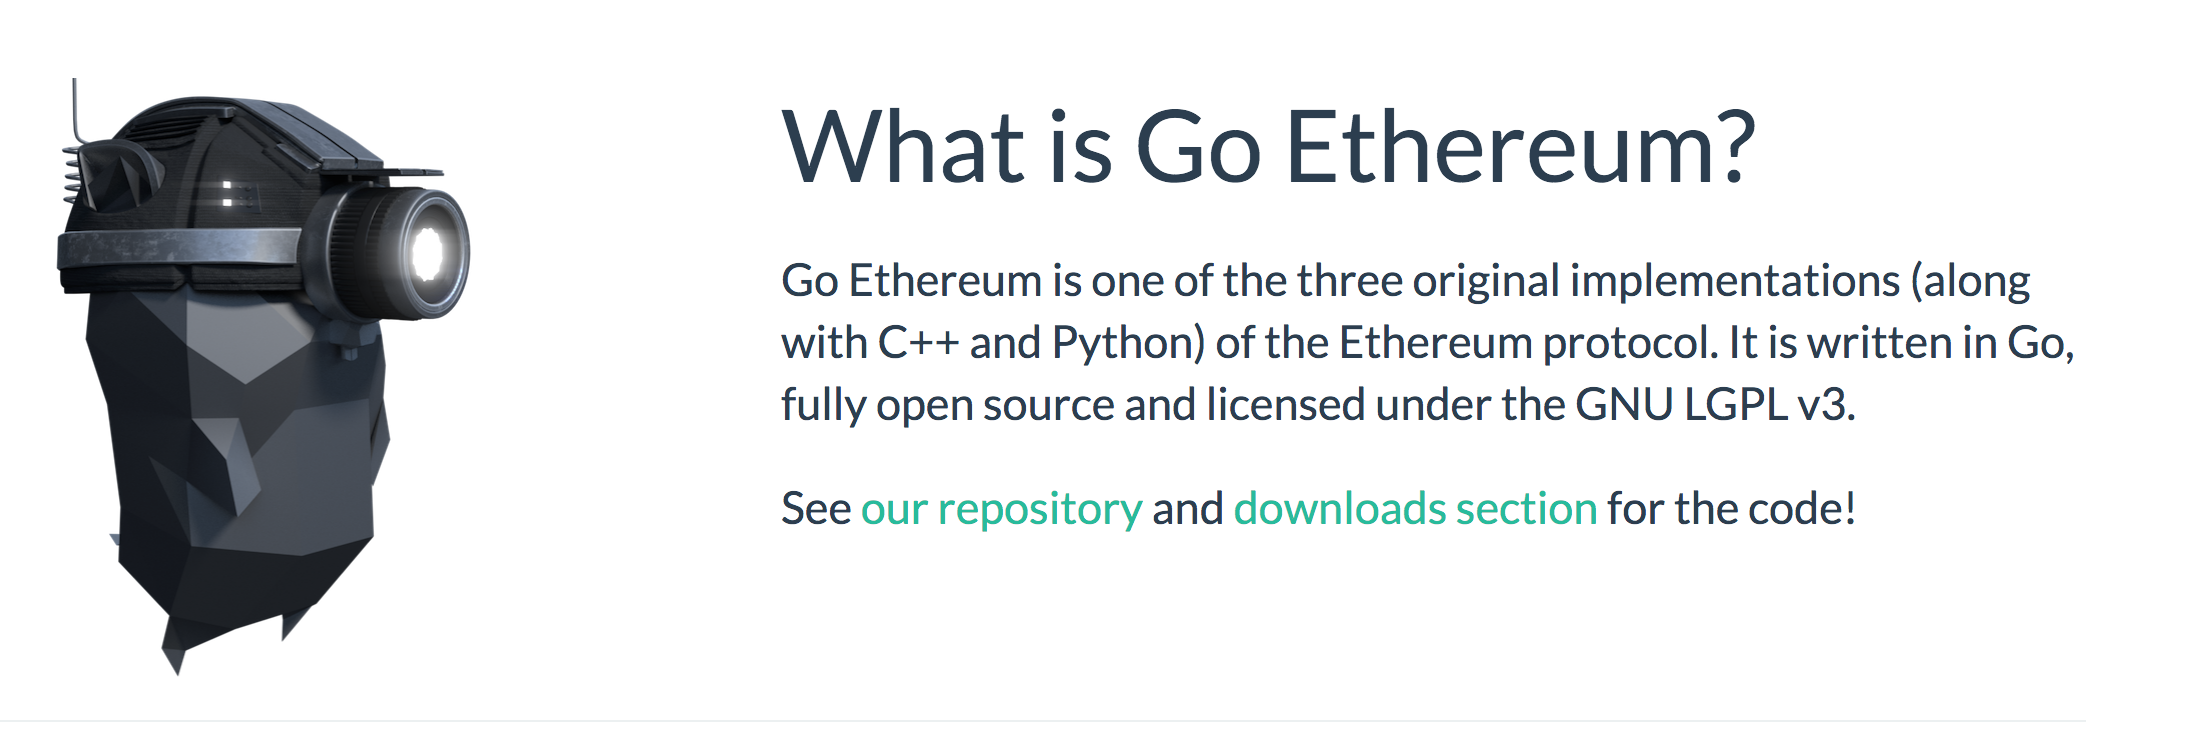 What is Go Ethereum?
Go Ethereum is one of the three original implementations (along
with C++ and Python) of the Ethereum protocol. It is written in Go,
fully open source and licensed under the GNU LGPL v3.
See our repository and downloads section for the code!